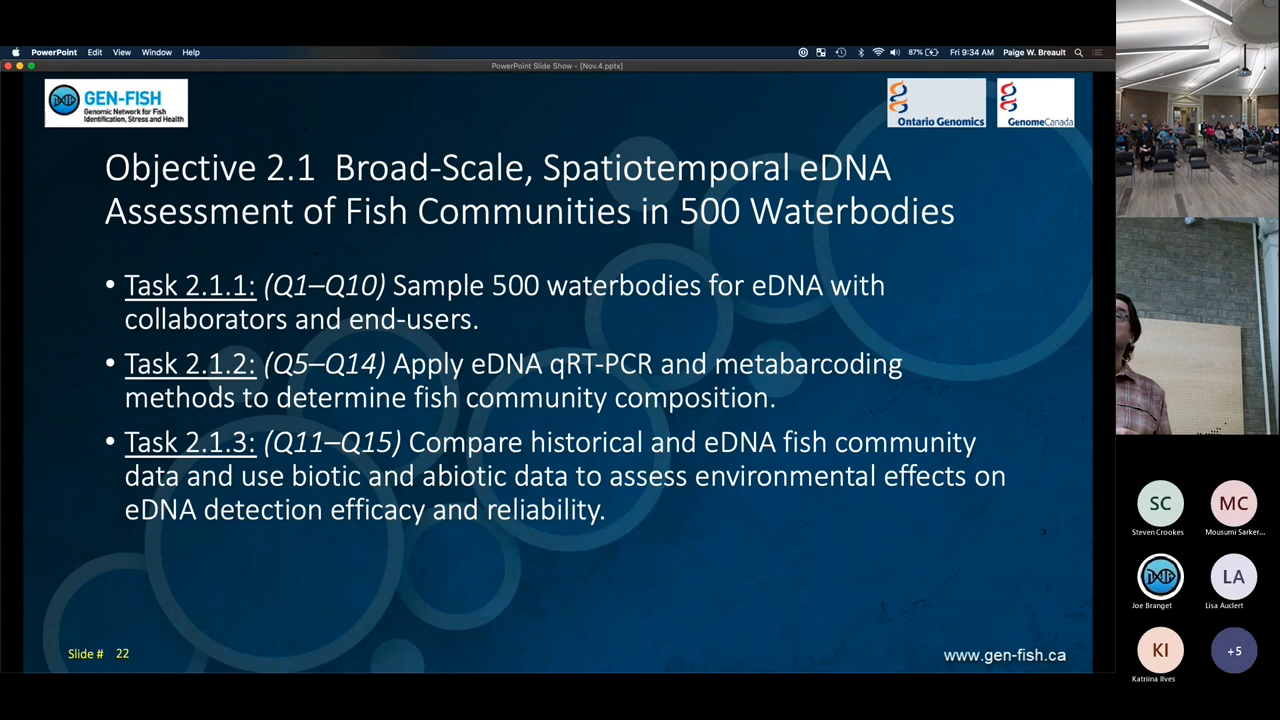 PowerPoint Edit View Window Help
87% Fri 9:34 AM Paige W. Breault
PowerPoint Slide Show - [Nov.4.pptx]
GEN-FISH
Genomic Network for Fish
Identification, Stress and Health
Ontario Genomics
GenomeCanada
Objective 2.1 Broad-Scale, Spatiotemporal eDNA
Assessment of Fish Communities in 500 Waterbodies
• Task 2.1.1: (Q1–Q10) Sample 500 waterbodies for eDNA with
collaborators and end-users.
• Task 2.1.2: (Q5–Q14) Apply eDNA qRT-PCR and metabarcoding
methods to determine fish community composition.
• Task 2.1.3: (Q11–Q15) Compare historical and eDNA fish community
data and use biotic and abiotic data to assess environmental effects on
eDNA detection efficacy and reliability.
Slide # 22
www.gen-fish.ca
SC
Steven Crookes
MC
Mousumi Sarker...
Joe Branget
LA
Lisa Auclert
KI
Katriina Ilves
+5